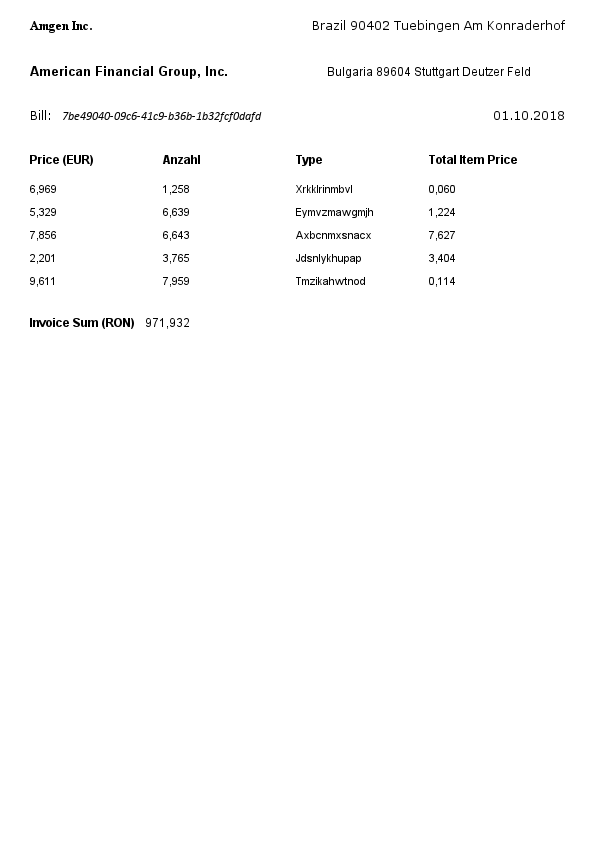 Amgen Inc. Brazil 90402 Tuebingen Am Konraderhof
American Financial Group, Inc. Bulgaria 89604 Stuttgart Deutzer Feld
Bill: 7be49040-09c6-41c9-b36b-1b32fcf0dafd 01.10.2018
Price (EUR) Anzahl Type Total Item Price
6,969 1,258 Xrkklrinmbvl 0,060
5,329 6,639 Eymvzmawgmjh 1,224
7,856 6,643 Axbcnmxsnacx 7,627
2,201 3,765 Jdsnlykhupap 3,404
9,611 7,959 Tmzikahwtnod 0,114
Invoice Sum (RON) 971,932